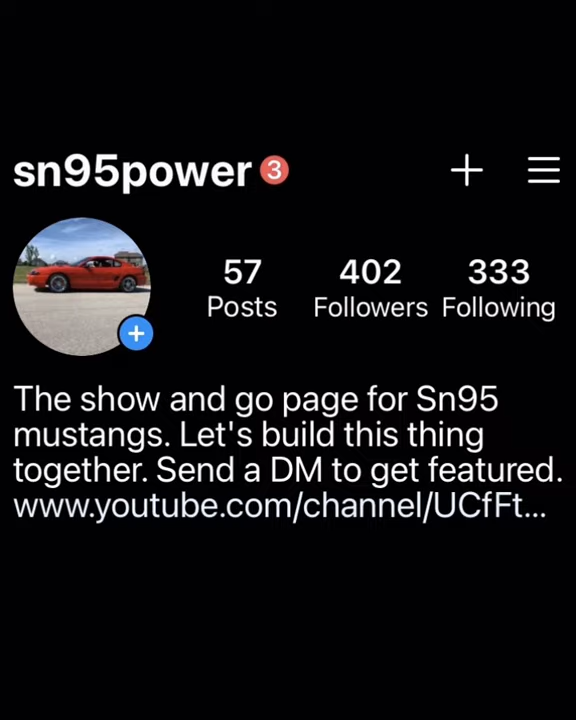 sn95power 3
57 402 333
Posts Followers Following
The show and go page for Sn95
mustangs. Let's build this thing
together. Send a DM to get featured.
www.youtube.com/channel/UCfFt...